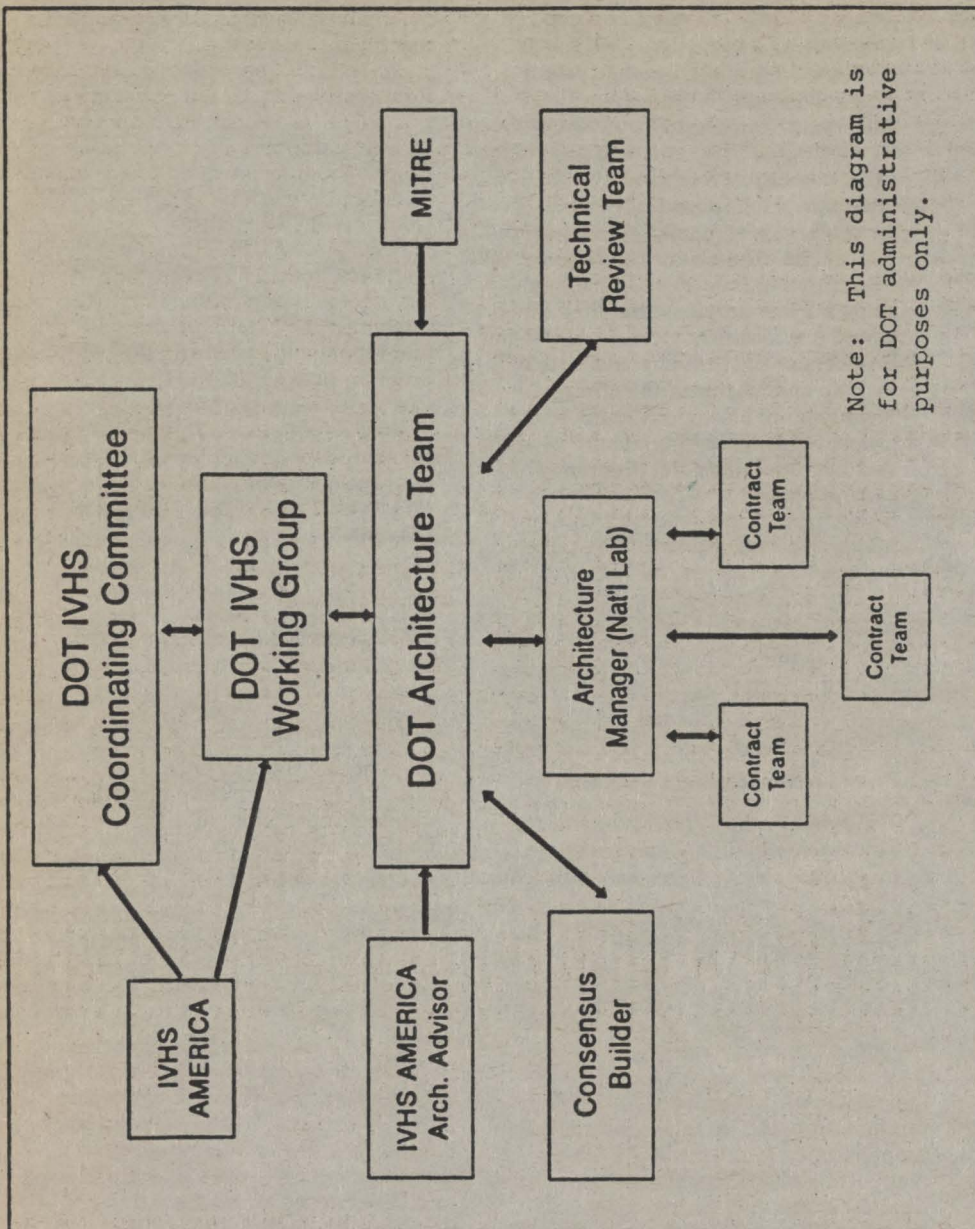 DOT IVHS
Coordinating Committee
IVHS
AMERICA
DOT IVHS
Working Group
IVHS AMERICA
Arch. Advisor
DOT Architecture Team
MITRE
Consensus
Builder
Architecture
Manager (Nat'l Lab)
Technical
Review Team
Contract
Team
Contract
Team
Contract
Team
Note: This diagram is
for DOT administrative
purposes only.